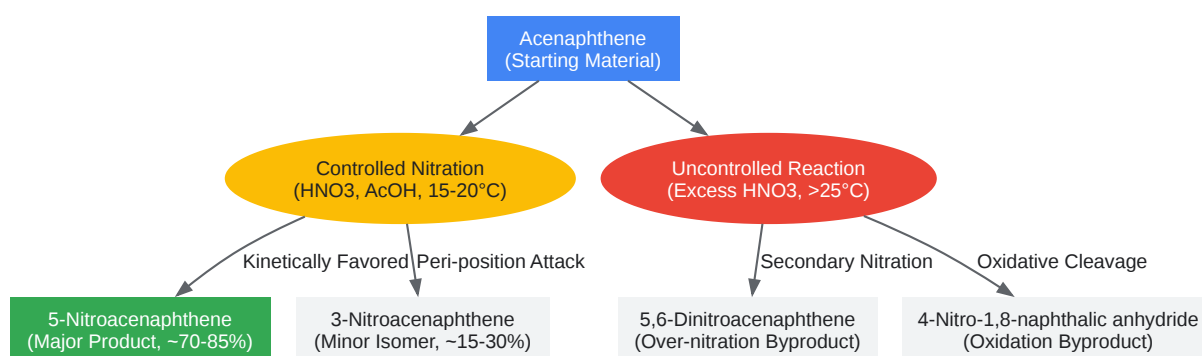 Acenaphthene
(Starting Material)
Controlled Nitration
(HNO3, AcOH, 15-20°C)
Uncontrolled Reaction
(Excess HNO3, >25°C)
Kinetically Favored
Peri-position Attack
Secondary Nitration
Oxidative Cleavage
5-Nitroacenaphthene
(Major Product, ~70-85%)
3-Nitroacenaphthene
(Minor Isomer, ~15-30%)
5,6-Dinitroacenaphthene
(Over-nitration Byproduct)
4-Nitro-1,8-naphthalic anhydride
(Oxidation Byproduct)